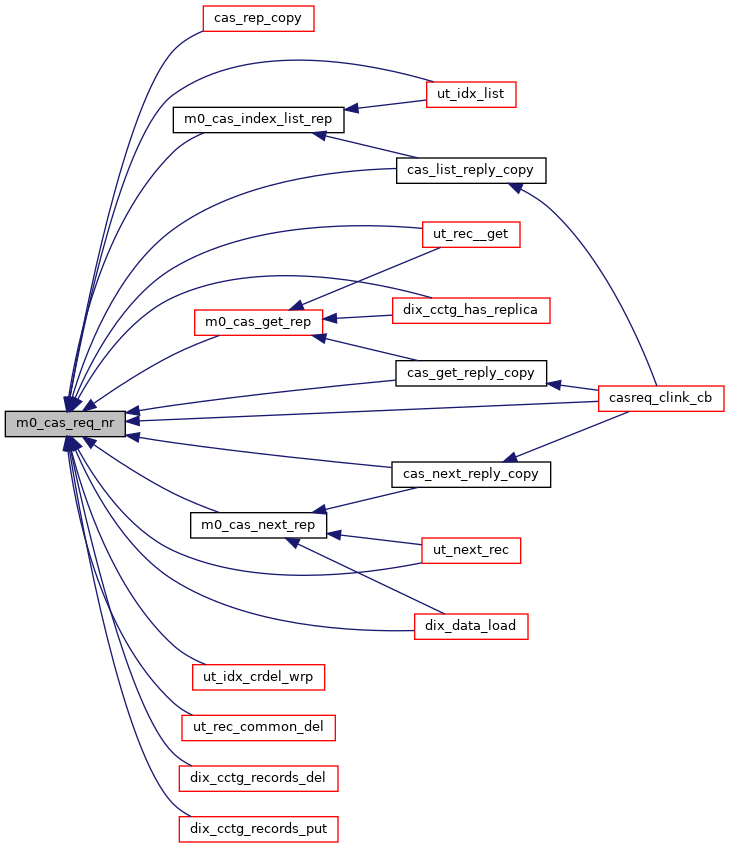 cas_rep_copy
ut_idx_list
m0_cas_index_list_rep
cas_list_reply_copy
ut_rec__get
dix_cctg_has_replica
m0_cas_get_rep
cas_get_reply_copy
casreq_clink_cb
m0_cas_req_nr
cas_next_reply_copy
m0_cas_next_rep
ut_next_rec
dix_data_load
ut_idx_crdel_wrp
ut_rec_common_del
dix_cctg_records_del
dix_cctg_records_put